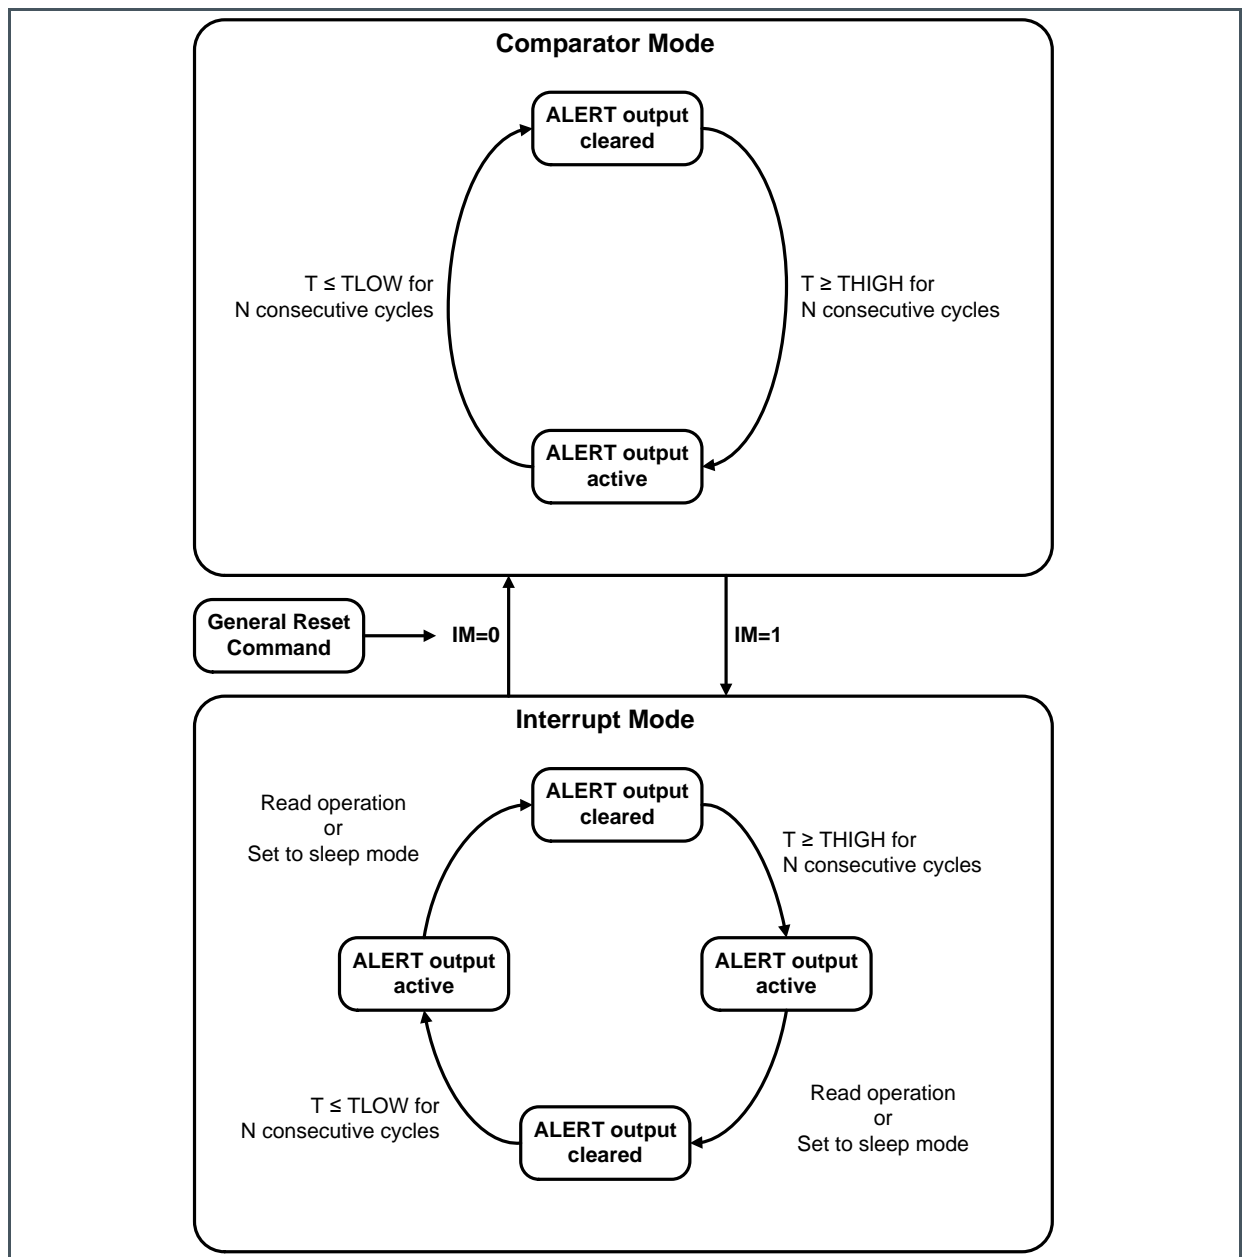 Comparator Mode
ALERT output
cleared
T ≤ TLOW for
N consecutive cycles
T ≥ THIGH for
N consecutive cycles
ALERT output
active
General Reset
Command
IM=0
IM=1
Interrupt Mode
ALERT output
cleared
Read operation
or
Set to sleep mode
T ≥ THIGH for
N consecutive cycles
ALERT output
active
ALERT output
active
T ≤ TLOW for
N consecutive cycles
ALERT output
cleared
Read operation
or
Set to sleep mode